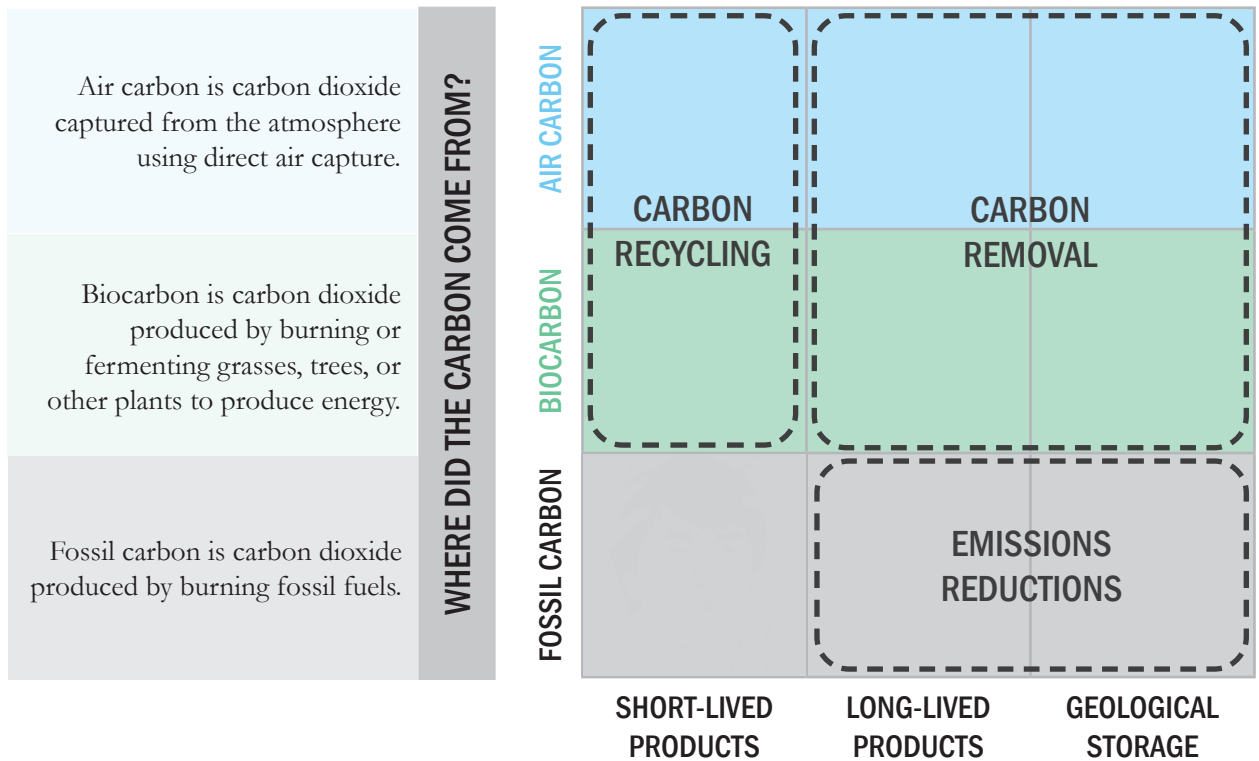 Air carbon is carbon dioxide
captured from the atmosphere
using direct air capture.
Biocarbon is carbon dioxide
produced by burning or
fermenting grasses, trees, or
other plants to produce energy.
Fossil carbon is carbon dioxide
produced by burning fossil fuels.
WHERE DID THE CARBON COME FROM?
AIR CARBON
BIOCARBON
FOSSIL CARBON
CARBON
RECYCLING
CARBON
REMOVAL
EMISSIONS
REDUCTIONS
SHORT-LIVED
PRODUCTS
LONG-LIVED
PRODUCTS
GEOLOGICAL
STORAGE